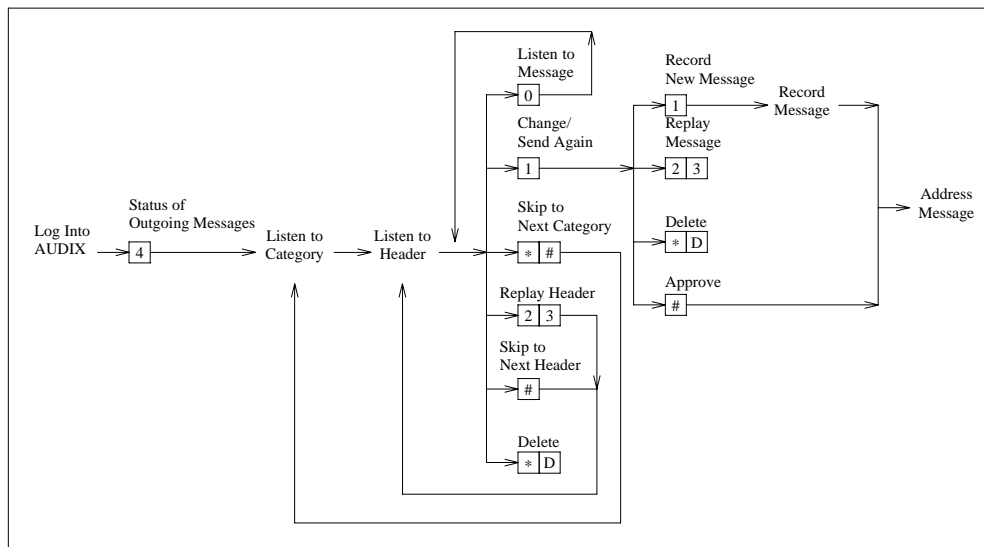 Log Into
AUDIX
Status of
Outgoing Messages
4
Listen to
Category
Listen to
Header
Listen to
Message
0
Change/
Send Again
1
Skip to
Next Category
* #
Replay Header
2 3
Skip to
Next Header
#
Delete
* D
Record
New Message
1
Record
Message
Replay
Message
2 3
Delete
* D
Approve
#
Address
Message